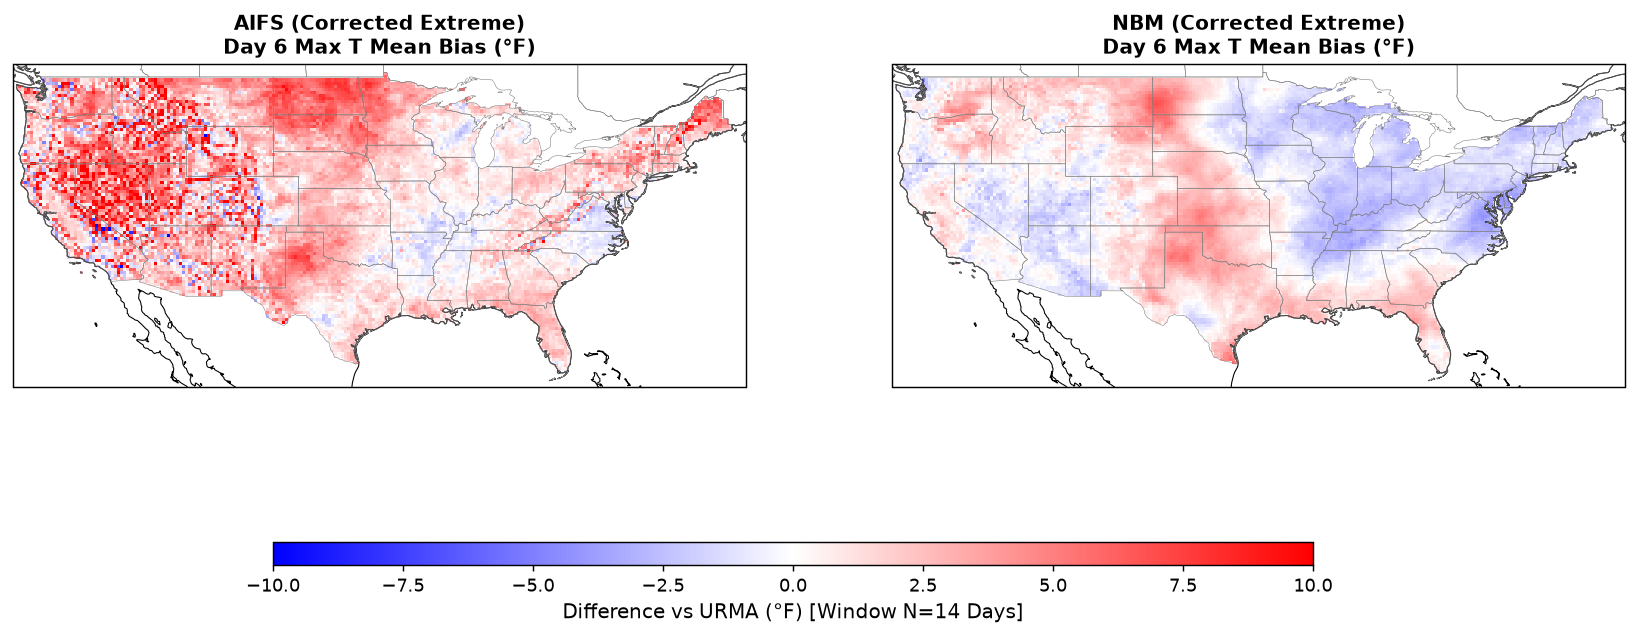 AIFS (Corrected Extreme)
Day 6 Max T Mean Bias (°F)
NBM (Corrected Extreme)
Day 6 Max T Mean Bias (°F)
−10.0 −7.5 −5.0 −2.5 0.0 2.5 5.0 7.5 10.0
Difference vs URMA (°F) [Window N=14 Days]